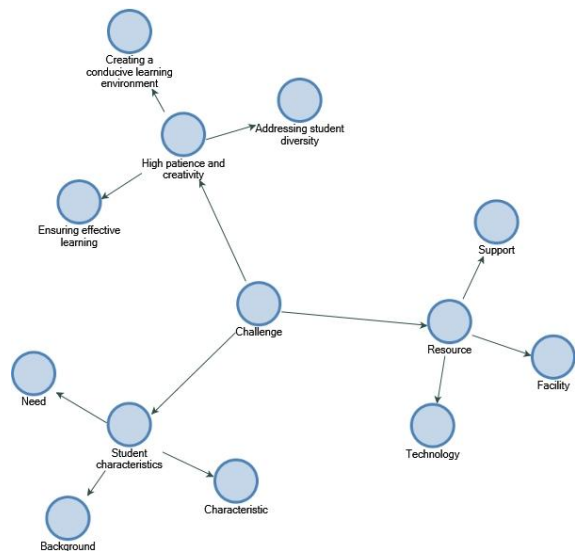 Creating a
conducive learning
environment
Addressing student
diversity
High patience and
creativity
Ensuring effective
learning
Support
Challenge
Resource
Facility
Need
Technology
Student
characteristics
Characteristic
Background